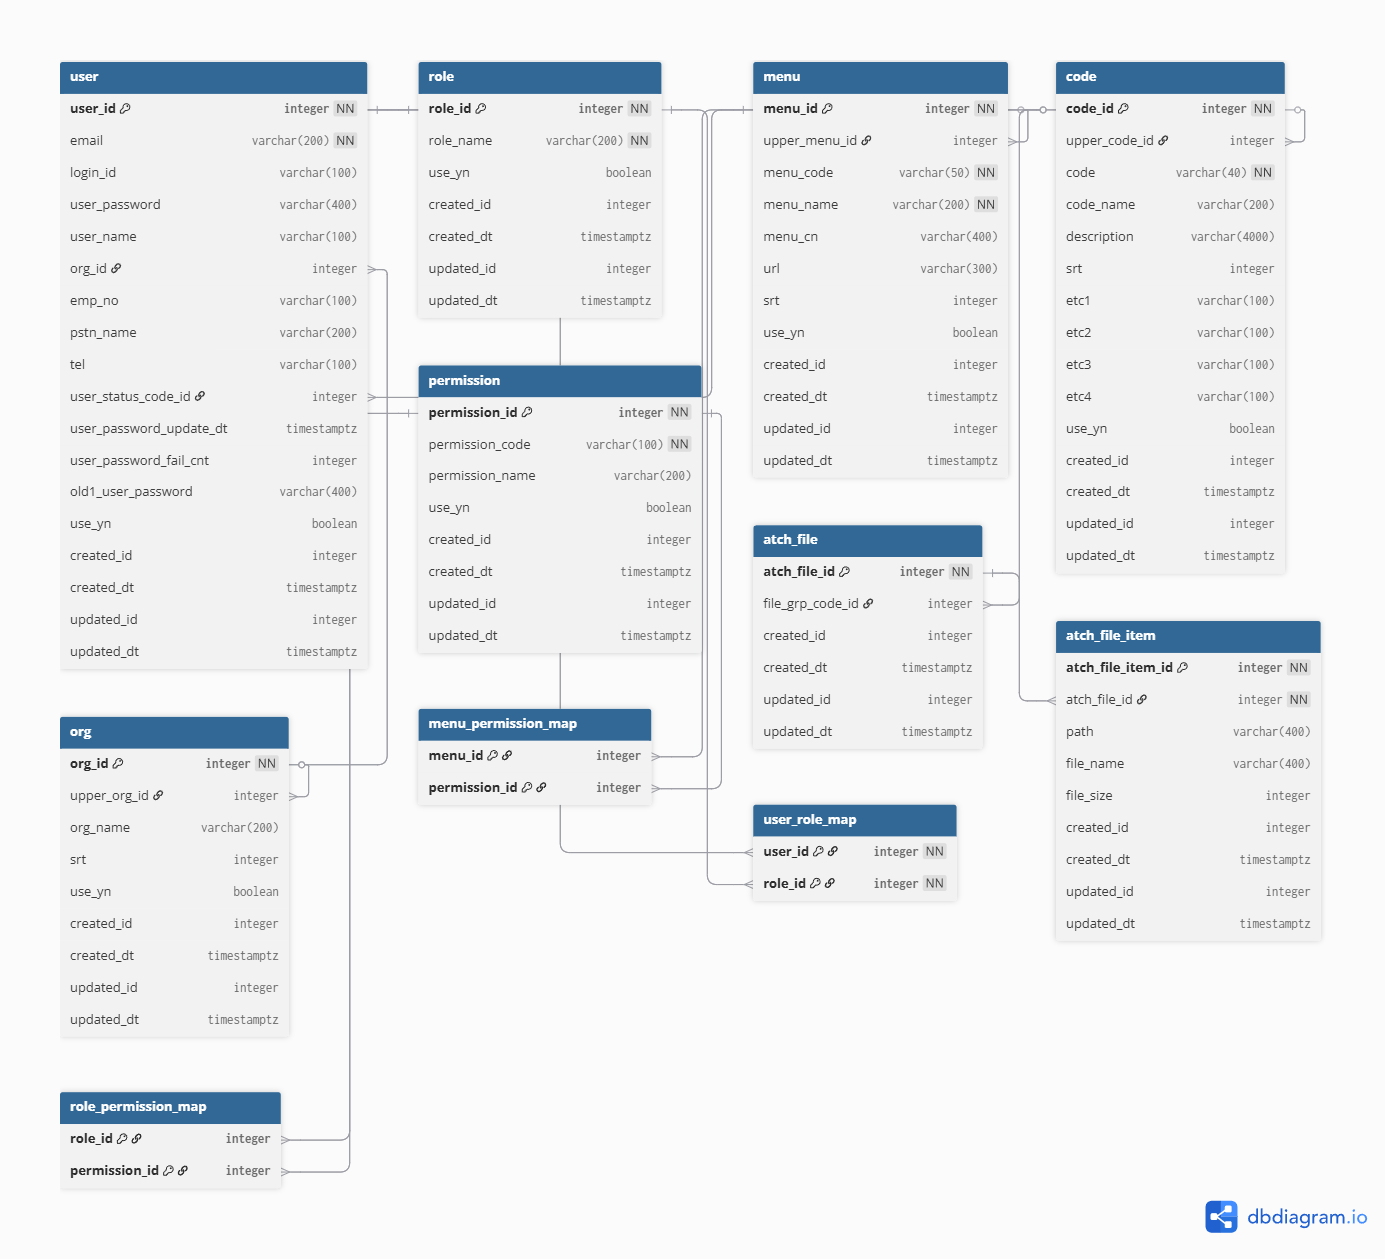 user
user_id integer NN
email varchar(200) NN
login_id varchar(100)
user_password varchar(400)
user_name varchar(100)
org_id integer
emp_no varchar(100)
pstn_name varchar(200)
tel varchar(100)
user_status_code_id integer
user_password_update_dt timestamptz
user_password_fail_cnt integer
old1_user_password varchar(400)
use_yn boolean
created_id integer
created_dt timestamptz
updated_id integer
updated_dt timestamptz
role
role_id integer NN
role_name varchar(200) NN
use_yn boolean
created_id integer
created_dt timestamptz
updated_id integer
updated_dt timestamptz
permission
permission_id integer NN
permission_code varchar(100) NN
permission_name varchar(200)
use_yn boolean
created_id integer
created_dt timestamptz
updated_id integer
updated_dt timestamptz
menu_permission_map
menu_id integer
permission_id integer
menu
menu_id integer NN
upper_menu_id integer
menu_code varchar(50) NN
menu_name varchar(200) NN
menu_cn varchar(400)
url varchar(300)
srt integer
use_yn boolean
created_id integer
created_dt timestamptz
updated_id integer
updated_dt timestamptz
code
code_id integer NN
upper_code_id integer
code varchar(40) NN
code_name varchar(200)
description varchar(4000)
srt integer
etc1 varchar(100)
etc2 varchar(100)
etc3 varchar(100)
etc4 varchar(100)
use_yn boolean
created_id integer
created_dt timestamptz
updated_id integer
updated_dt timestamptz
atch_file
atch_file_id integer NN
file_grp_code_id integer
created_id integer
created_dt timestamptz
updated_id integer
updated_dt timestamptz
atch_file_item
atch_file_item_id integer NN
atch_file_id integer NN
path varchar(400)
file_name varchar(400)
file_size integer
created_id integer
created_dt timestamptz
updated_id integer
updated_dt timestamptz
user_role_map
user_id integer NN
role_id integer NN
org
org_id integer NN
upper_org_id integer
org_name varchar(200)
srt integer
use_yn boolean
created_id integer
created_dt timestamptz
updated_id integer
updated_dt timestamptz
role_permission_map
role_id integer
permission_id integer
dbdiagram.io